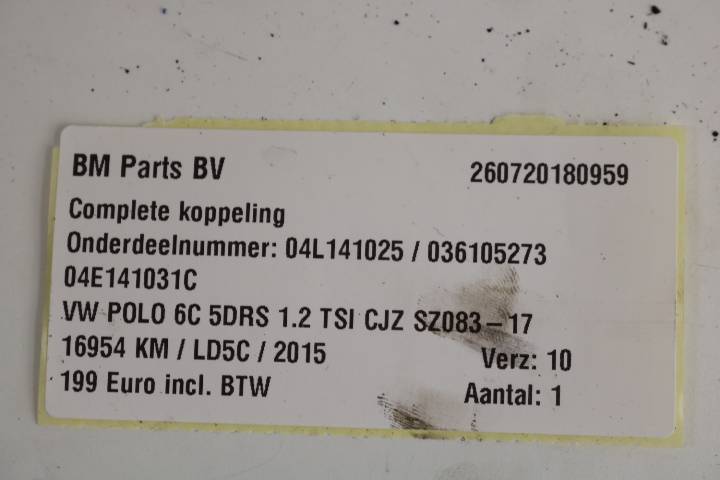 BM Parts BV 260720180959
Complete koppeling
Onderdeelnummer: 04L141025 / 036105273
04E141031C
VW POLO 6C 5DRS 1.2 TSI CJZ SZ083-17
16954 KM / LD5C / 2015 Verz: 10
199 Euro incl. BTW Aantal: 1